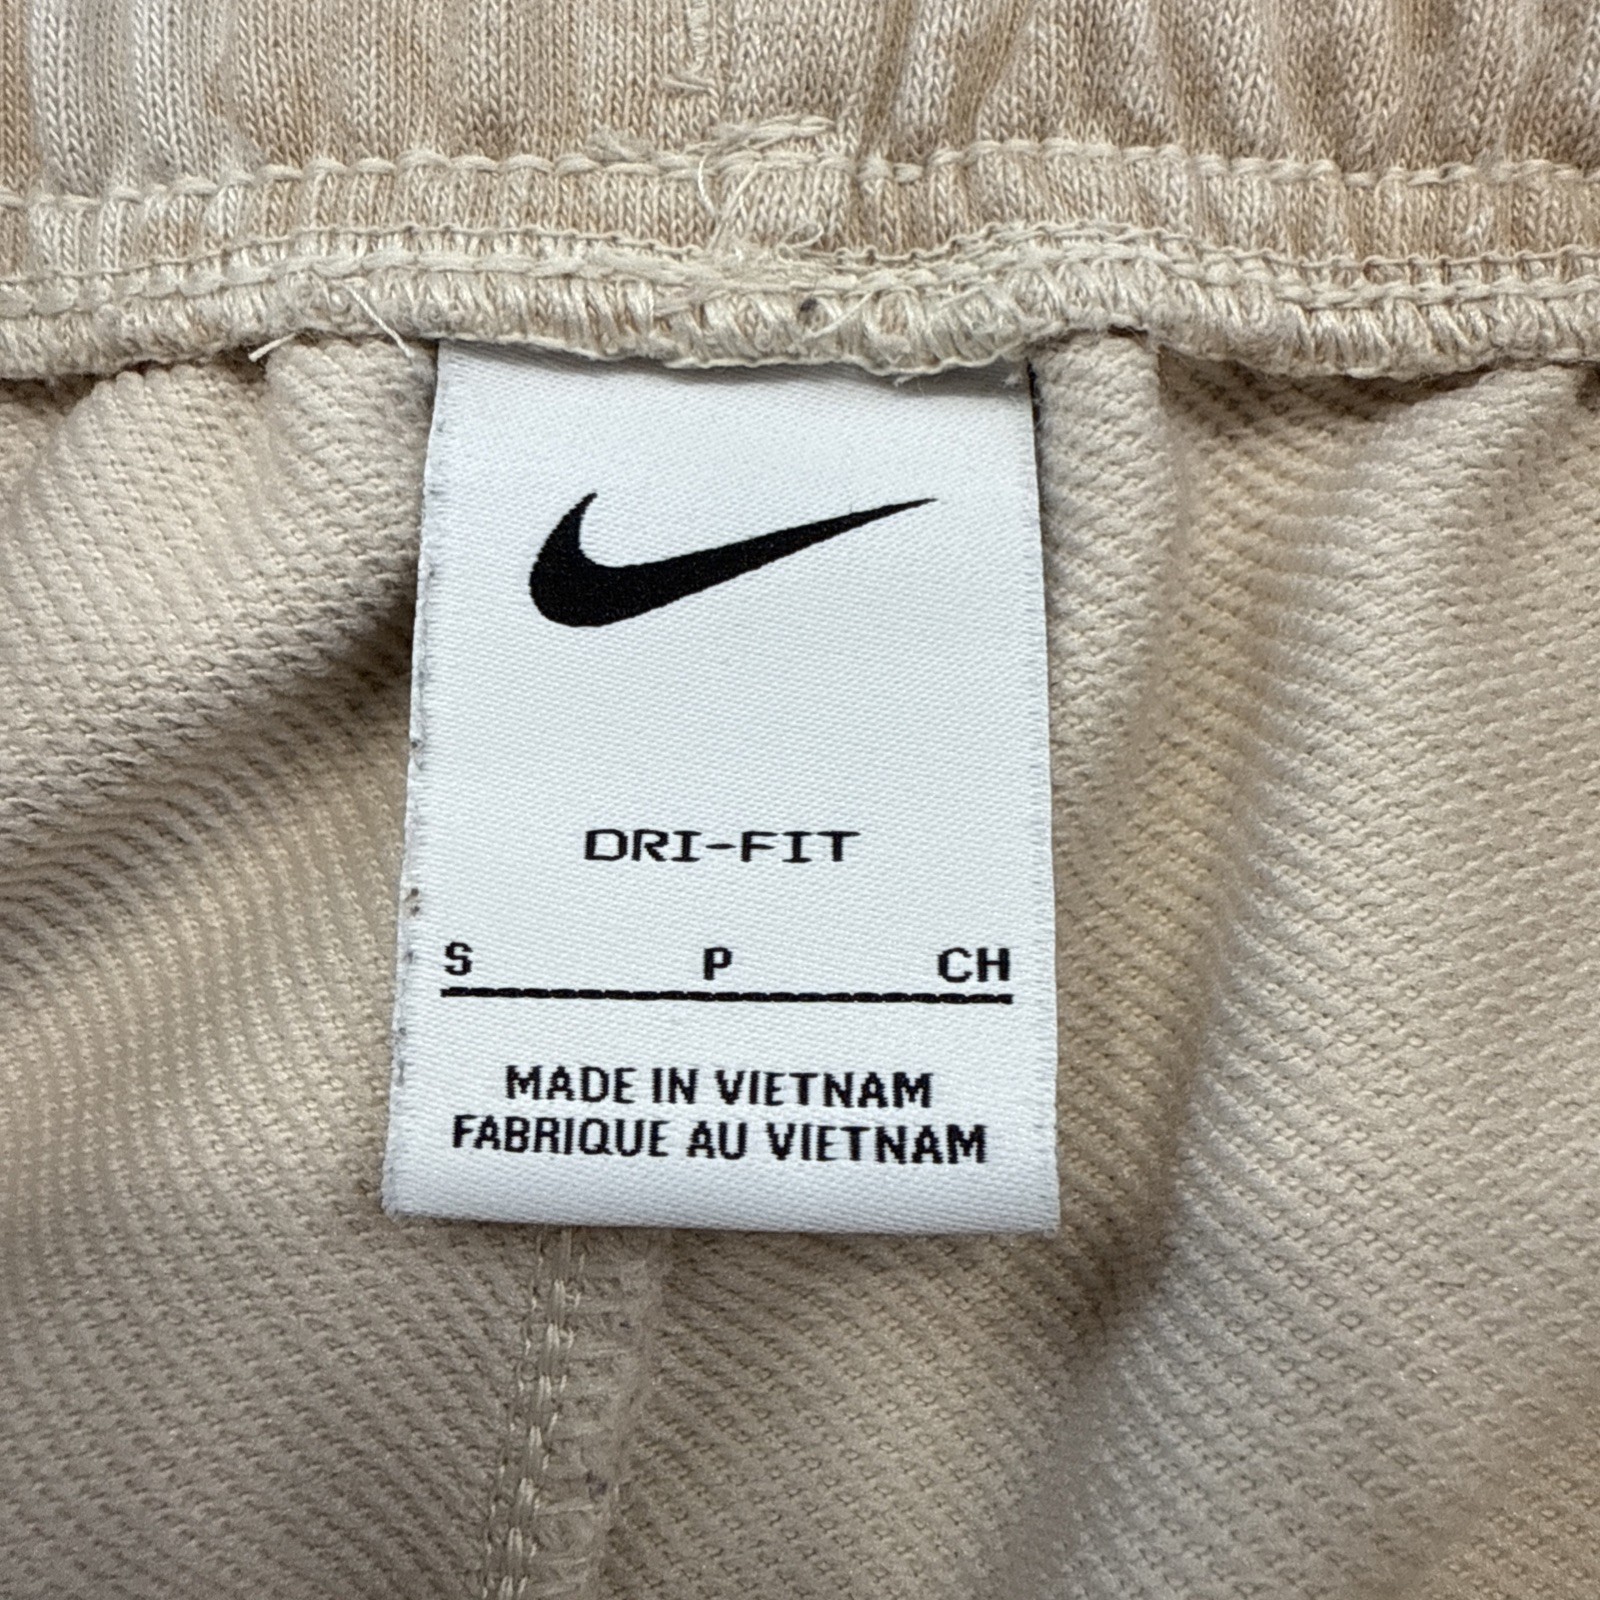 DRI-FIT
S P CH
MADE IN VIETNAM
FABRIQUE AU VIETNAM